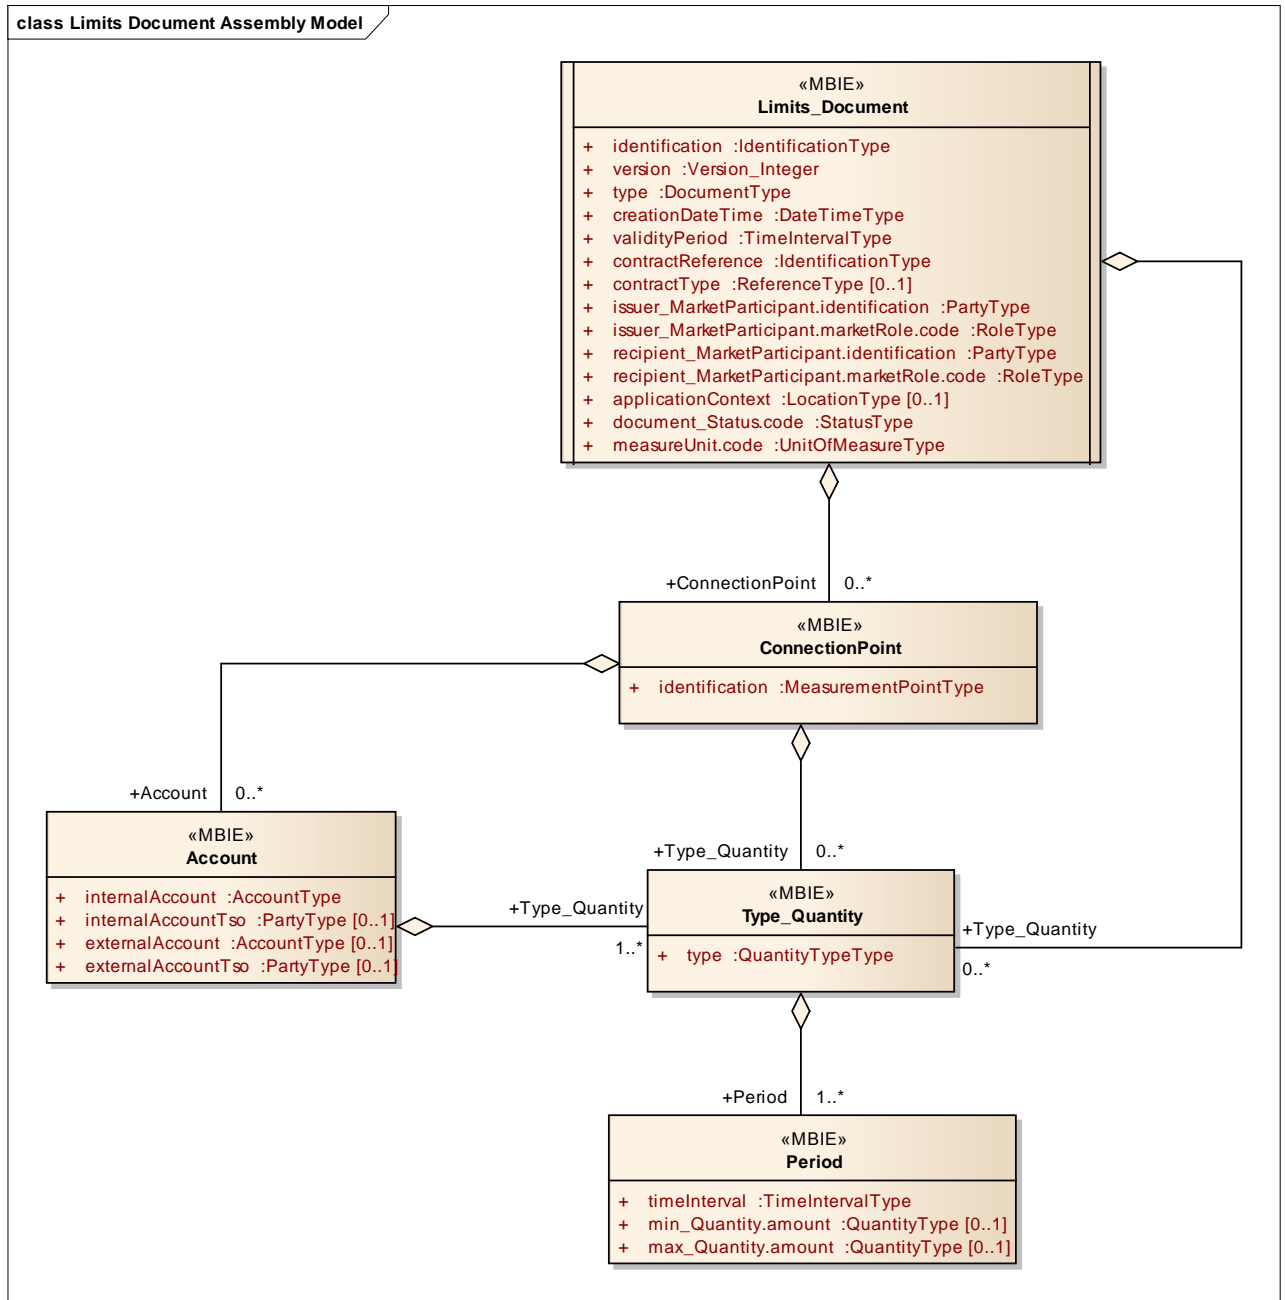 class Limits Document Assembly Model
«MBIE»
Limits_Document
+ identification :IdentificationType
+ version :Version_Integer
+ type :DocumentType
+ creationDateTime :DateTimeType
+ validityPeriod :TimeIntervalType
+ contractReference :IdentificationType
+ contractType :ReferenceType [0..1]
+ issuer_MarketParticipant.identification :PartyType
+ issuer_MarketParticipant.marketRole.code :RoleType
+ recipient_MarketParticipant.identification :PartyType
+ recipient_MarketParticipant.marketRole.code :RoleType
+ applicationContext :LocationType [0..1]
+ document_Status.code :StatusType
+ measureUnit.code :UnitOfMeasureType
+ConnectionPoint 0..*
«MBIE»
ConnectionPoint
+ identification :MeasurementPointType
+Account 0..*
«MBIE»
Account
+ internalAccount :AccountType
+ internalAccountTso :PartyType [0..1]
+ externalAccount :AccountType [0..1]
+ externalAccountTso :PartyType [0..1]
+Type_Quantity 0..*
+Type_Quantity
1..*
«MBIE»
Type_Quantity
+ type :QuantityTypeType
+Type_Quantity
0..*
+Period 1..*
«MBIE»
Period
+ timeInterval :TimeIntervalType
+ min_Quantity.amount :QuantityType [0..1]
+ max_Quantity.amount :QuantityType [0..1]